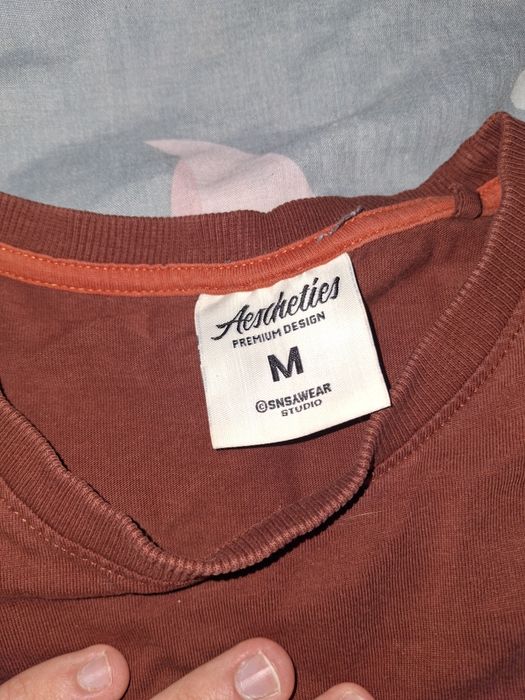 Aesthetics
PREMIUM DESIGN
M
©SNSAWEAR
STUDIO